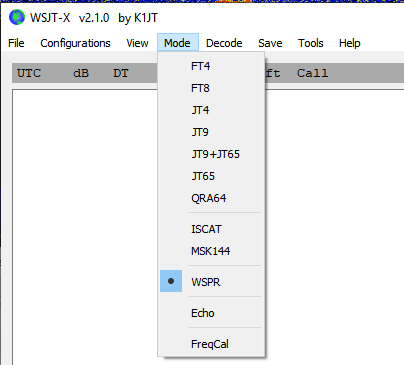 WSJT-X v2.1.0 by K1JT
File Configurations View Mode Decode Save Tools Help
UTC dB DT ft Call
FT4
FT8
JT4
JT9
JT9+JT65
JT65
QRA64
ISCAT
MSK144
WSPR
Echo
FreqCal